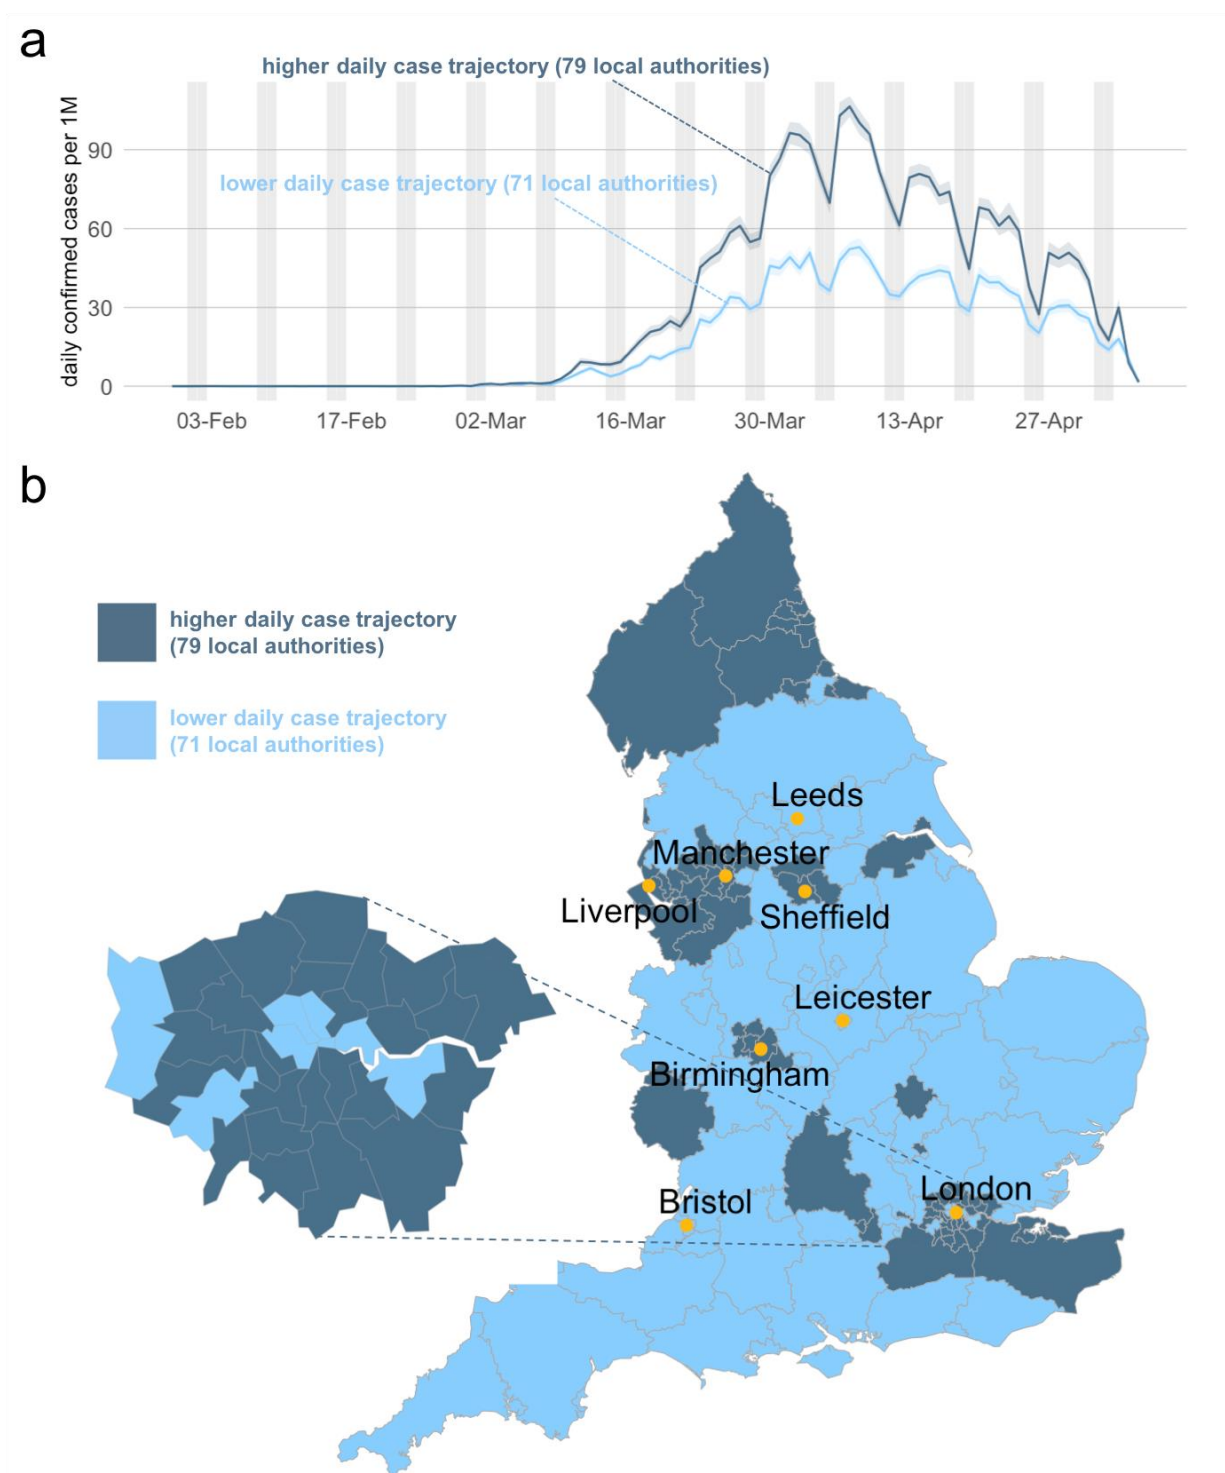 a
higher daily case trajectory (79 local authorities)
lower daily case trajectory (71 local authorities)
daily confirmed cases per 1M
90
60
30
0
03-Feb
17-Feb
02-Mar
16-Mar
30-Mar
13-Apr
27-Apr
b
higher daily case trajectory
(79 local authorities)
lower daily case trajectory
(71 local authorities)
Leeds
Manchester
Liverpool
Sheffield
Leicester
Birmingham
London
Bristol